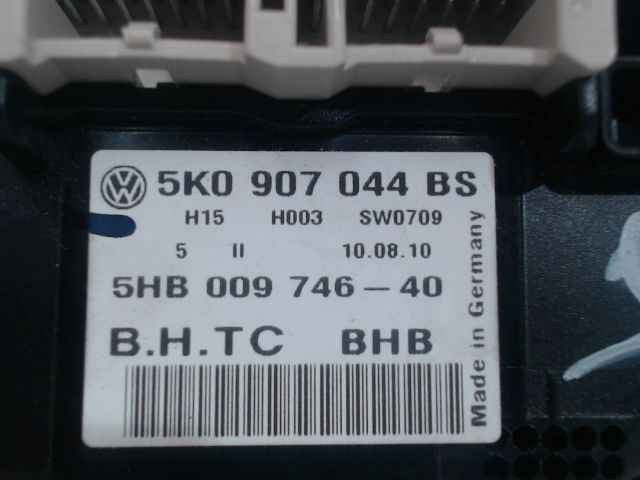 5K0 907 044 BS
H15 H003 SW0709
5 II 10.08.10
5HB 009 746-40
B.H.TC BHB
Made in Germany